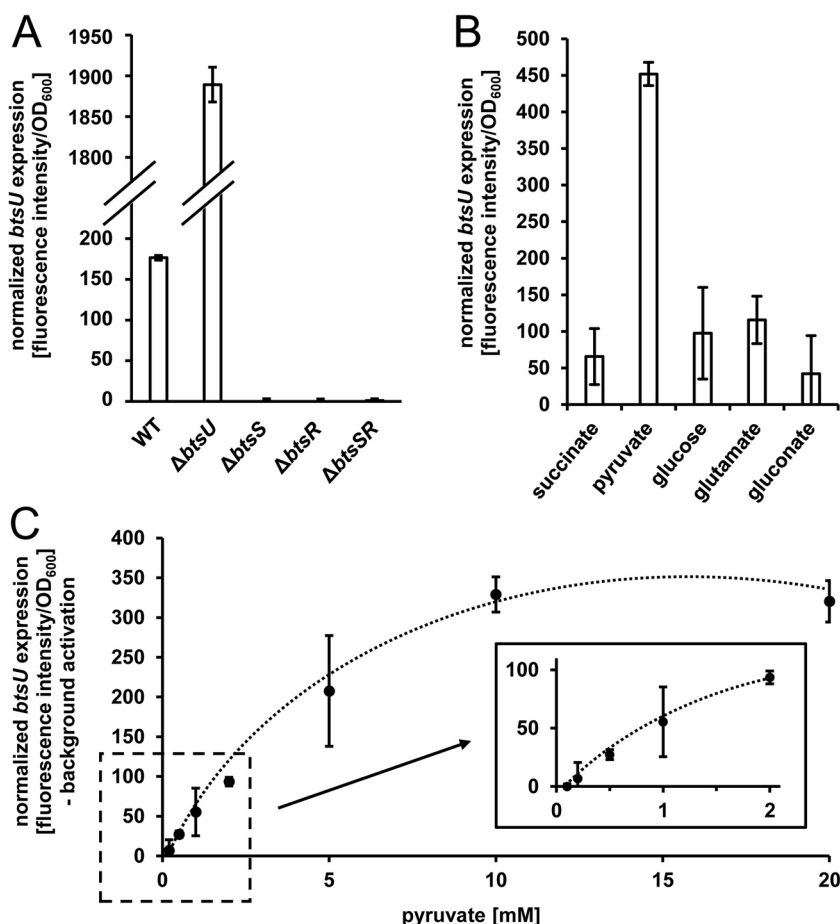 A
normalized btsU expression
[fluorescence intensity/OD600]
1950
1900
1850
1800
200
150
100
50
0
WT
ΔbtsU
ΔbtsS
ΔbtsR
ΔbtsSR
B
normalized btsU expression
[fluorescence intensity/OD600]
500
450
400
350
300
250
200
150
100
50
0
succinate
pyruvate
glucose
glutamate
gluconate
C
normalized btsU expression
[fluorescence intensity/OD600]
- background activation
400
350
300
250
200
150
100
50
0
0
5
10
15
20
pyruvate [mM]
100
50
0
0
1
2